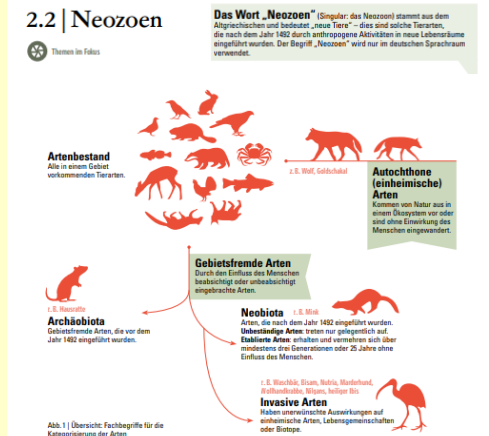 2.2 | Neozoen
Themen im Fokus
Das Wort „Neozoen“ (Singular: das Neozoon) stammt aus dem
Altgriechischen und bedeutet „neue Tiere“ – dies sind solche Tierarten,
die nach dem Jahr 1492 durch anthropogene Aktivitäten in neue Lebensräume
eingeführt wurden. Der Begriff „Neozoen“ wird nur im deutschen Sprachraum
verwendet.
Artenbestand
Alle in einem Gebiet
vorkommenden Tierarten.
z. B. Wolf, Goldschakal
Autochthone
(einheimische)
Arten
Kommen von Natur aus in
einem Ökosystem vor oder
sind ohne Einwirkung des
Menschen eingewandert.
Gebietsfremde Arten
Durch den Einfluss des Menschen
beabsichtigt oder unbeabsichtigt
eingebrachte Arten.
z. B. Hausratte
Archäobiota
Gebietsfremde Arten, die vor dem
Jahr 1492 eingeführt wurden.
Neobiota z. B. Mink
Arten, die nach dem Jahr 1492 eingeführt wurden.
Unbeständige Arten: treten nur gelegentlich auf.
Etablierte Arten: erhalten und vermehren sich über
mindestens drei Generationen oder 25 Jahre ohne
Einfluss des Menschen.
z. B. Waschbär, Bisam, Nutria, Marderhund,
Wollhandkrabbe, Nilgans, heiliger Ibis
Invasive Arten
Haben unerwünschte Auswirkungen auf
einheimische Arten, Lebensgemeinschaften
oder Biotope.
Abb. 1 | Übersicht: Fachbegriffe für die
Kategorisierung der Arten